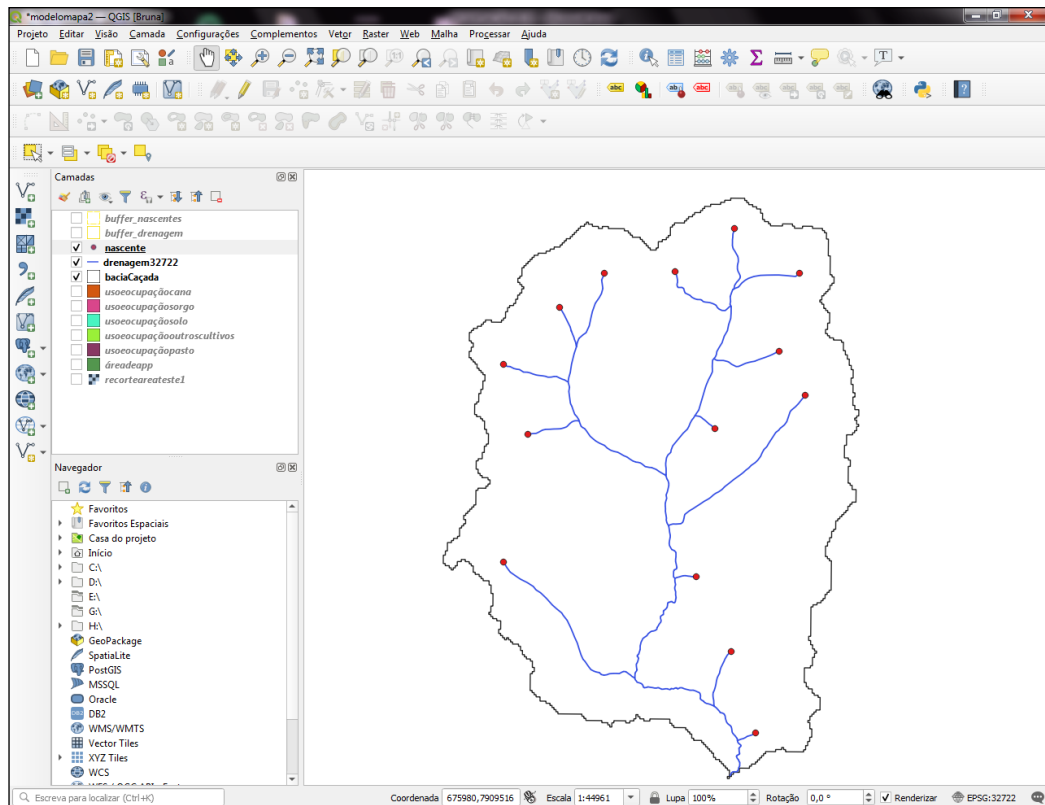 *modelomapa2 — QGIS [Bruna]
Projeto Editar Visão Camada Configurações Complementos Vetor Raster Web Malha Processar Ajuda
abc abc
Camadas
buffer_nascentes
buffer_drenagem
nascente
drenagem32722
baciaCaçada
usoeocupaçãocana
usoeocupaçãosorgo
usoeocupaçãosolo
usoeocupaçãooutroscultivos
usoeocupaçãopasto
áreadeapp
recorteareateste1
Navegador
Favoritos
Favoritos Espaciais
Casa do projeto
Início
C:\
D:\
E:\
G:\
H:\
GeoPackage
SpatiaLite
PostGIS
MSSQL
Oracle
DB2
WMS/WMTS
Vector Tiles
XYZ Tiles
WCS
Escreva para localizar (Ctrl+K) Coordenada 675980,7909516 Escala 1:44961 Lupa 100% Rotação 0,0 ° Renderizar EPSG:32722